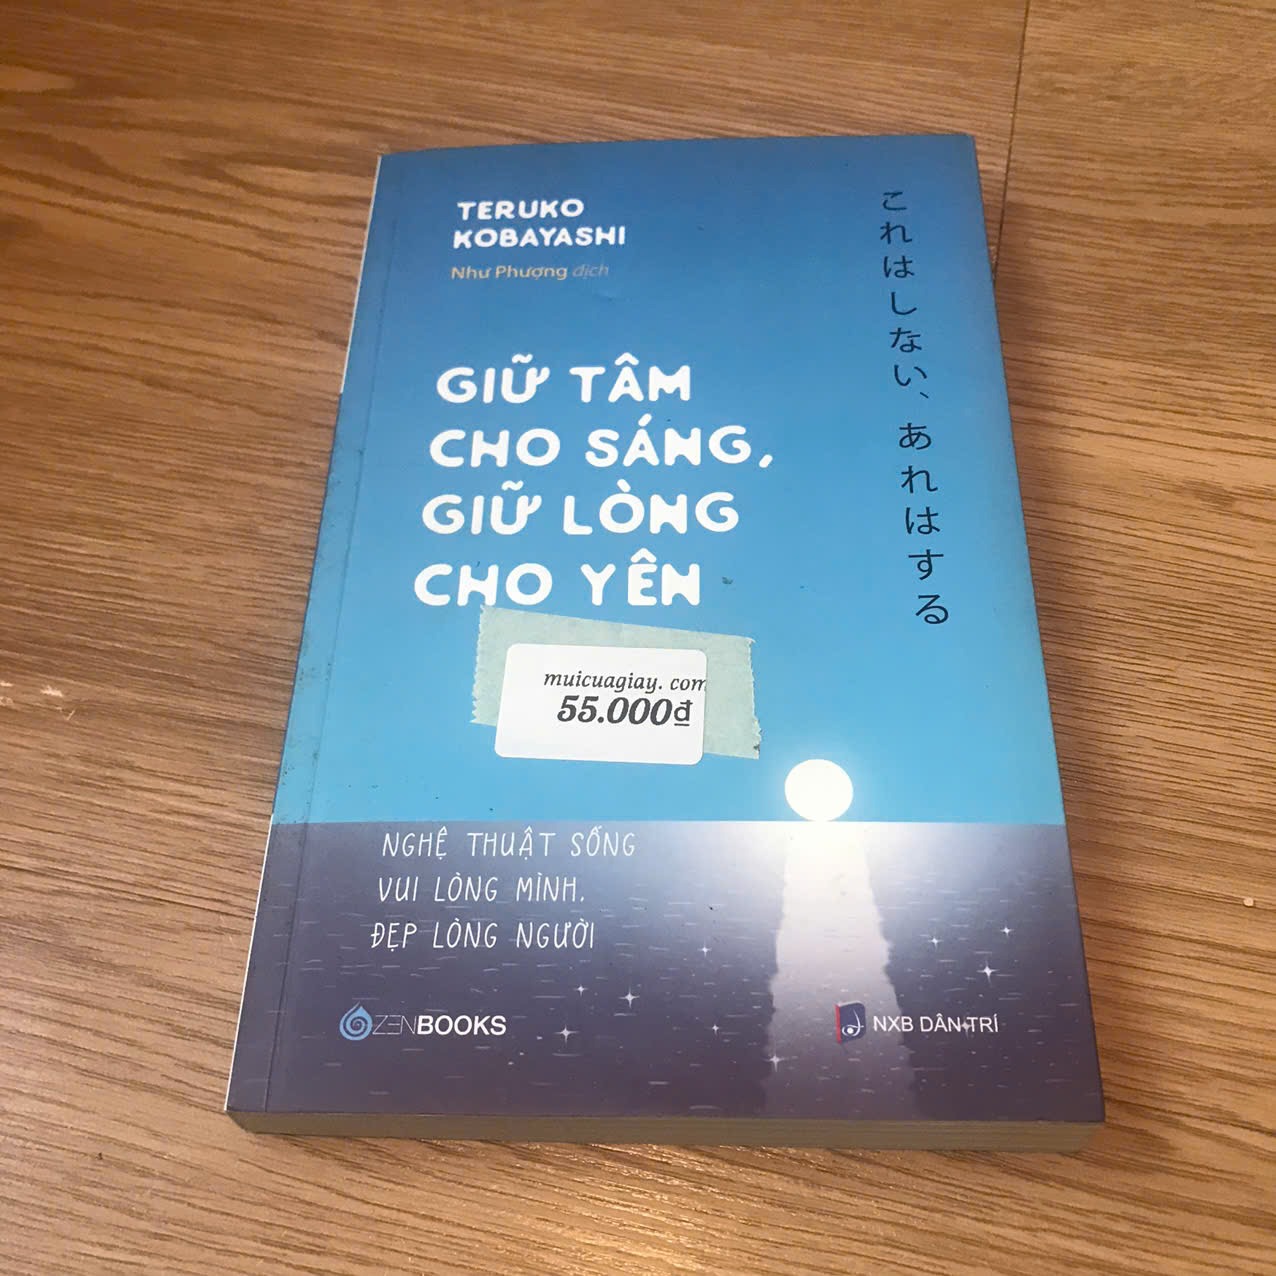 TERUKO
KOBAYASHI
Như Phượng dịch
これはしない、あれはする
GIỮ TÂM
CHO SÁNG,
GIỮ LÒNG
CHO YÊN
muicuagiay. com
55.000₫
NGHỆ THUẬT SỐNG
VUI LÒNG MÌNH,
ĐẸP LÒNG NGƯỜI
ZENBOOKS
NXB DÂN TRÍ